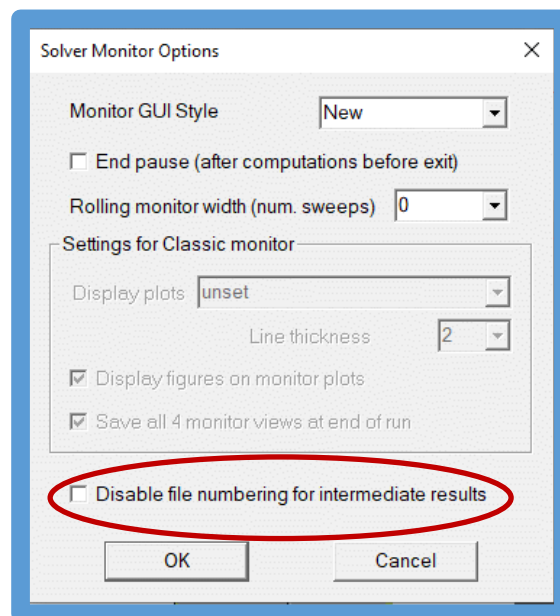 Solver Monitor Options
Monitor GUI Style New
End pause (after computations before exit)
Rolling monitor width (num. sweeps) 0
Settings for Classic monitor
Display plots unset
Line thickness 2
Display figures on monitor plots
Save all 4 monitor views at end of run
Disable file numbering for intermediate results
OK Cancel